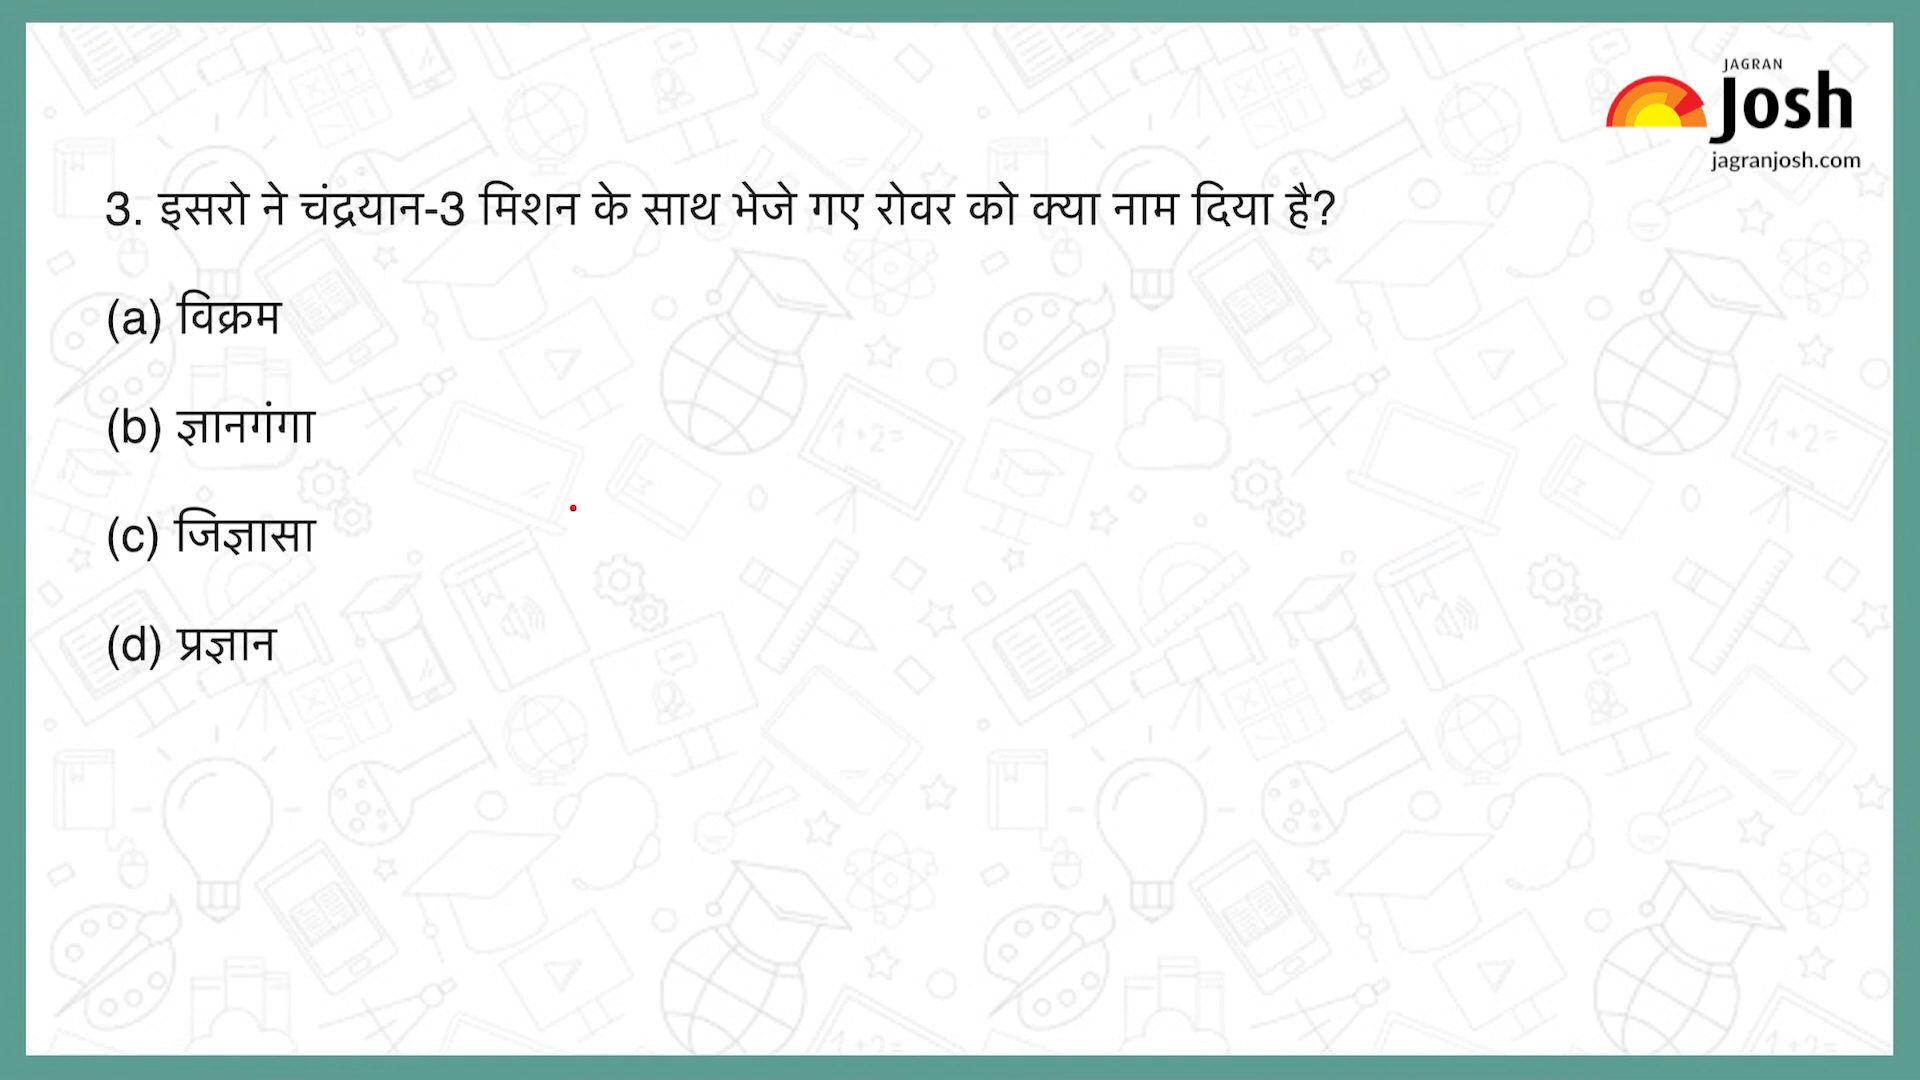 JAGRAN
Josh
jagranjosh.com
3. इसरो ने चंद्रयान-3 मिशन के साथ भेजे गए रोवर को क्या नाम दिया है?
(a) विक्रम
(b) ज्ञानगंगा
(c) जिज्ञासा
(d) प्रज्ञान